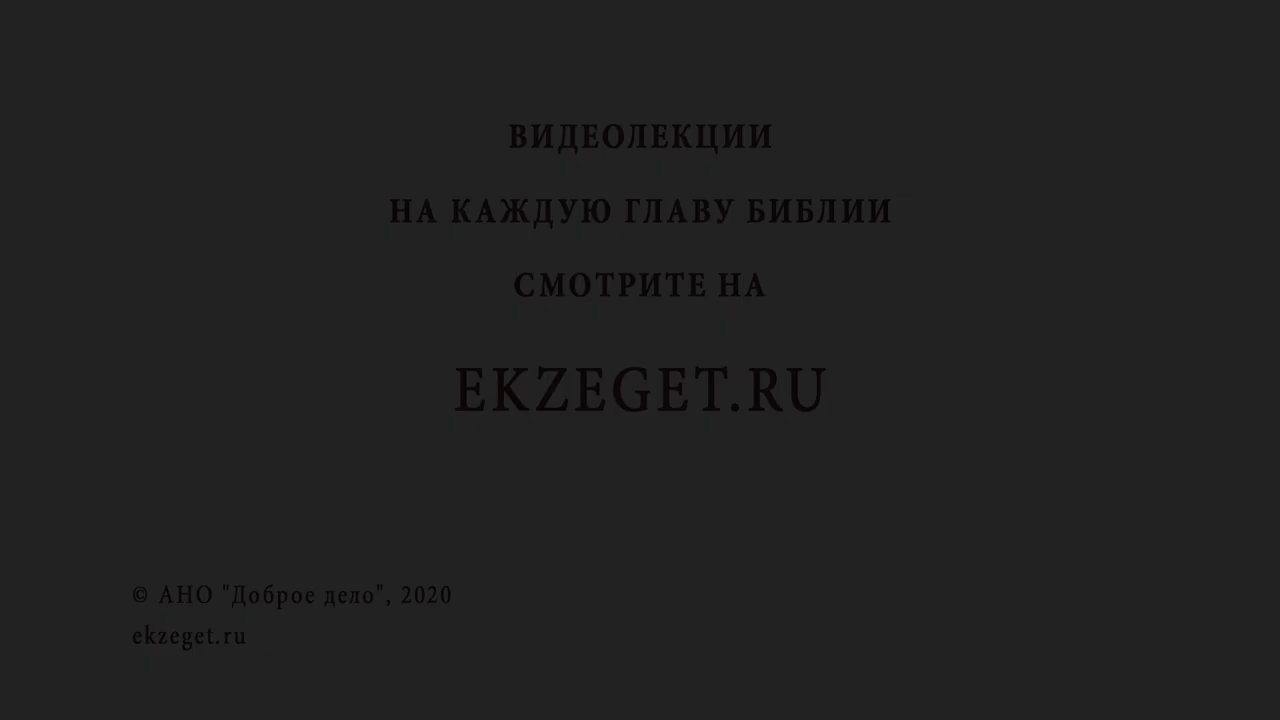 ВИДЕОЛЕКЦИИ
НА КАЖДУЮ ГЛАВУ БИБЛИИ
СМОТРИТЕ НА
EKZEGET.RU
© АНО "Доброе дело", 2020
ekzeget.ru